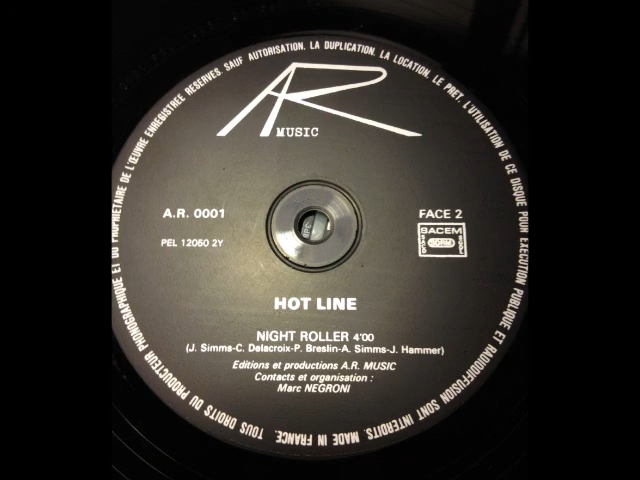 TOUS DROITS DU PRODUCTEUR PHONOGRAPHIQUE ET DU PROPRIETAIRE DE L'ŒUVRE ENREGISTREE RESERVES. SAUF AUTORISATION, LA DUPLICATION, LA LOCATION, LE PRET, L'UTILISATION DE CE DISQUE POUR EXECUTION PUBLIQUE ET RADIODIFFUSION SONT INTERDITS. MADE IN FRANCE.
AR
MUSIC
A.R. 0001
FACE 2
PEL 12060 2Y
SACEM
SDRM
HOT LINE
NIGHT ROLLER 4'00
(J. Simms-C. Delacroix-P. Breslin-A. Simms-J. Hammer)
Editions et productions A.R. MUSIC
Contacts et organisation :
Marc NEGRONI